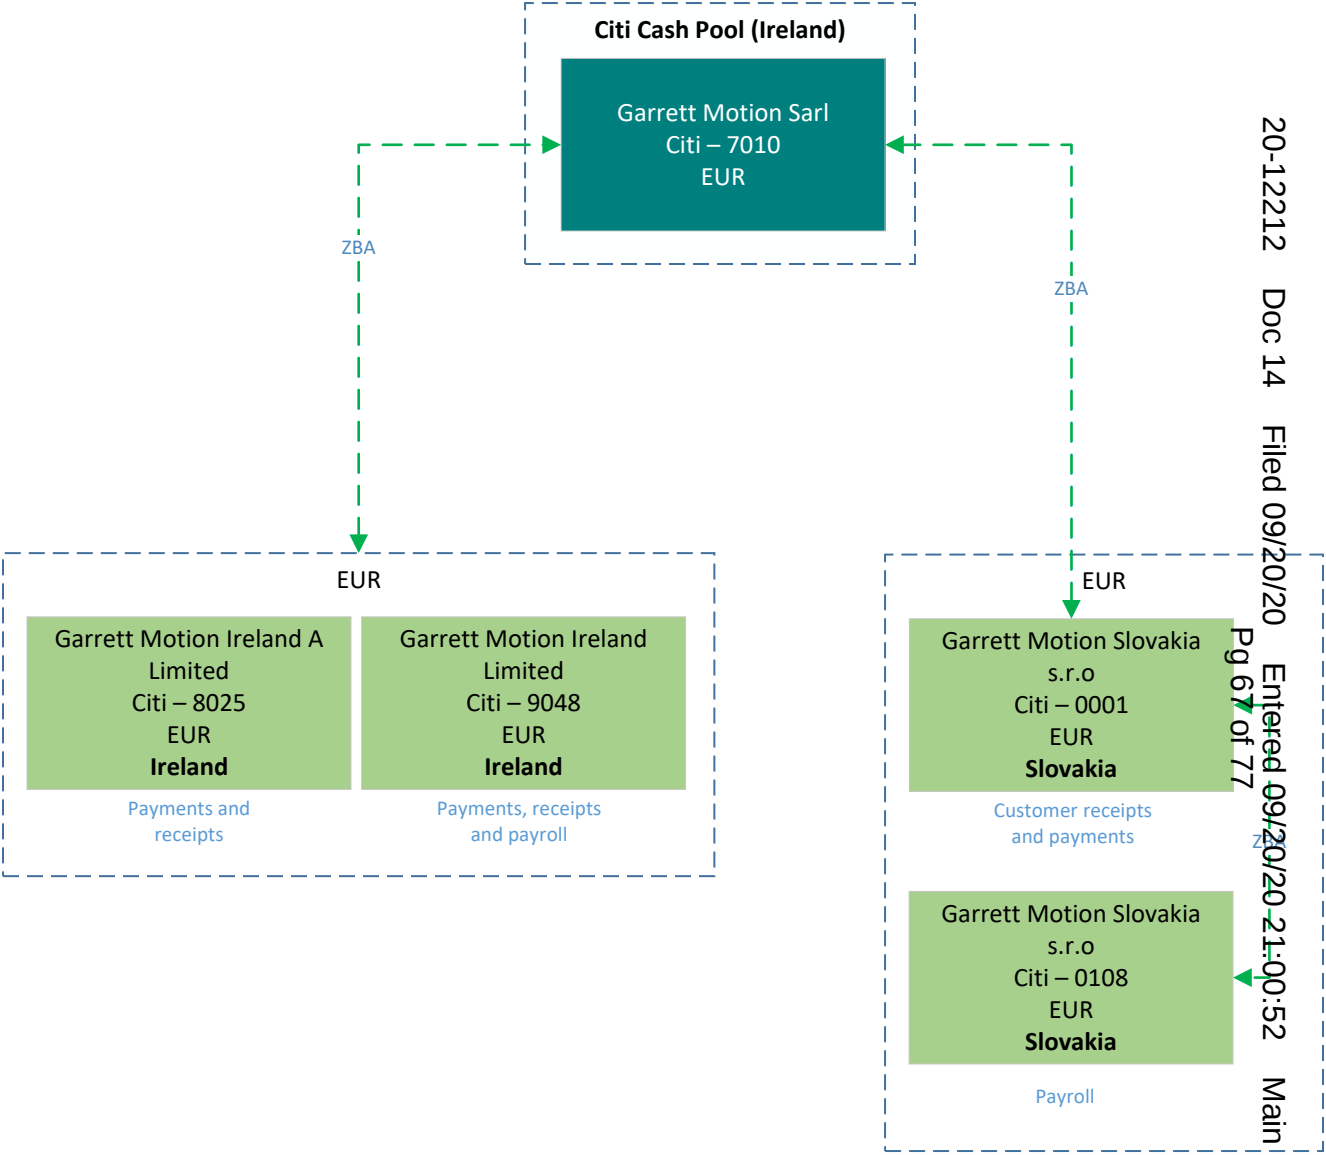 Citi Cash Pool (Ireland)
Garrett Motion Sarl
Citi – 7010
EUR
ZBA
ZBA
EUR
Garrett Motion Ireland A
Limited
Citi – 8025
EUR
Ireland
Payments and
receipts
Garrett Motion Ireland
Limited
Citi – 9048
EUR
Ireland
Payments, receipts
and payroll
EUR
Garrett Motion Slovakia
s.r.o
Citi – 0001
EUR
Slovakia
Customer receipts
and payments
ZBA
Garrett Motion Slovakia
s.r.o
Citi – 0108
EUR
Slovakia
Payroll
20-12212 Doc 14 Filed 09/20/20 Entered 09/20/20 21:00:52 Main
Pg 67 of 77